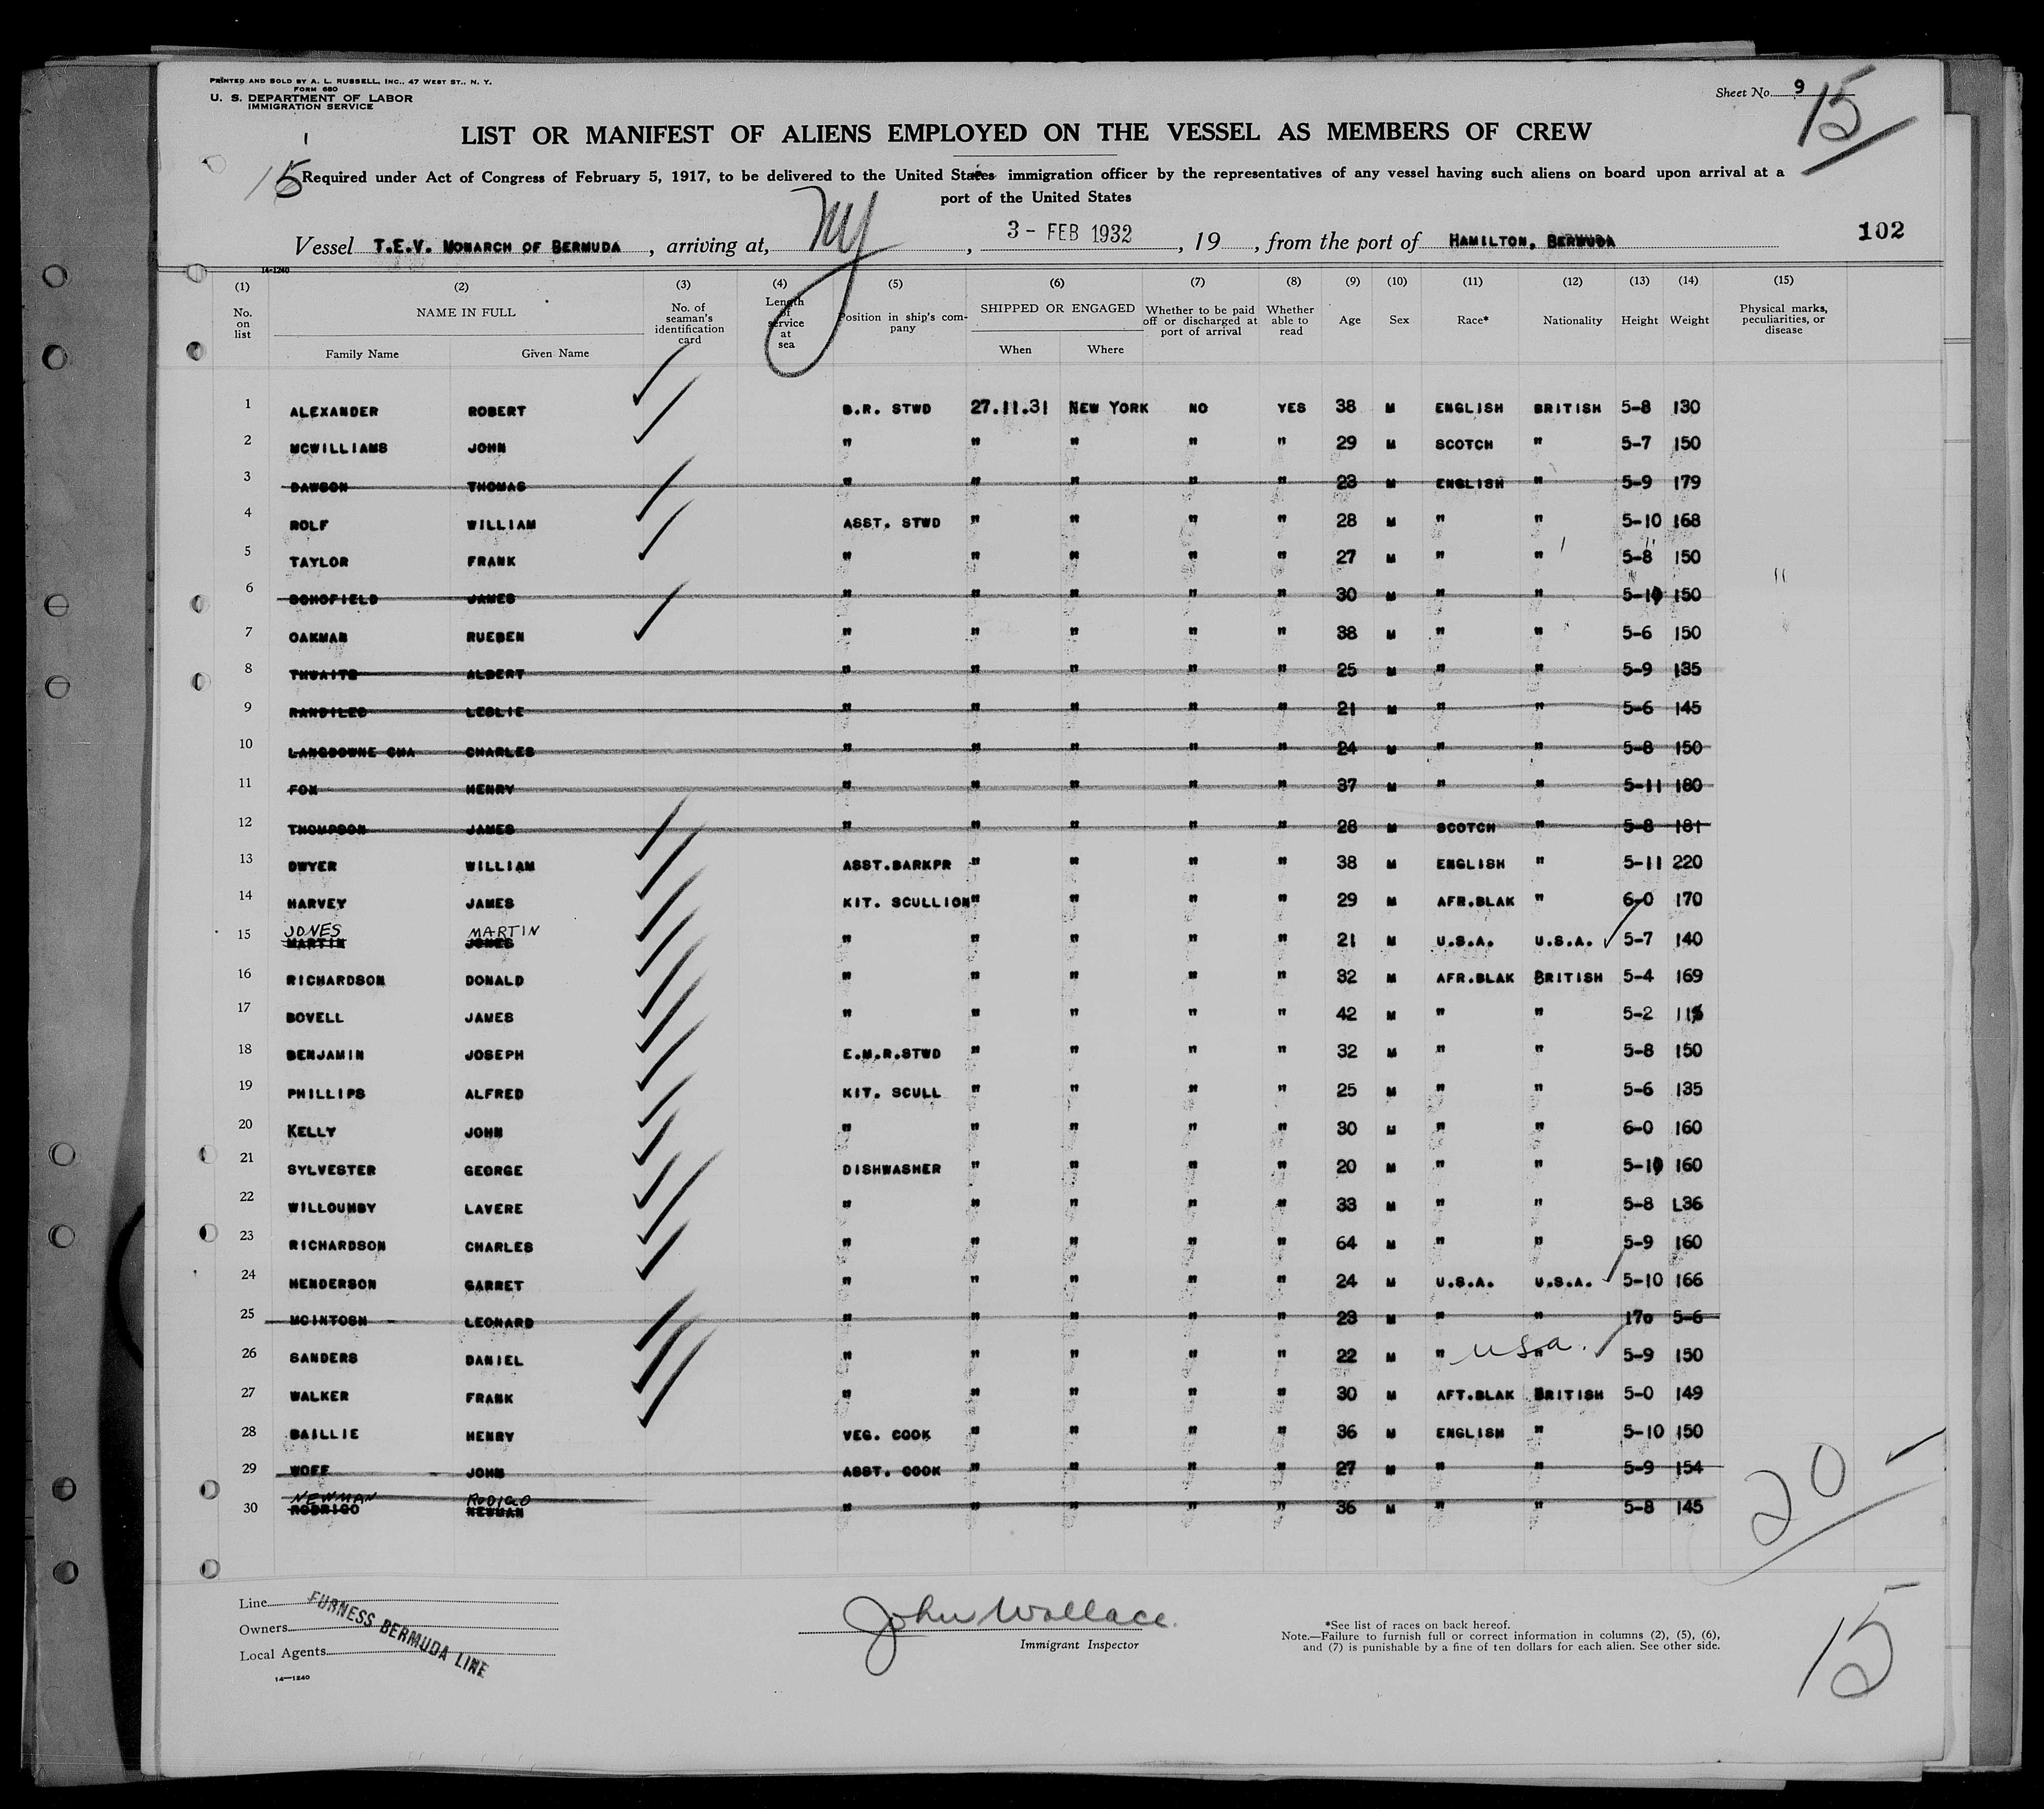 PRINTED AND SOLD BY A. L. RUSSELL, INC., 47 WEST ST., N. Y.
FORM 680
U. S. DEPARTMENT OF LABOR
IMMIGRATION SERVICE
Sheet No. 9
15
LIST OR MANIFEST OF ALIENS EMPLOYED ON THE VESSEL AS MEMBERS OF CREW
15
Required under Act of Congress of February 5, 1917, to be delivered to the United States immigration officer by the representatives of any vessel having such aliens on board upon arrival at a
port of the United States
Vessel T.E.V. MONARCH OF BERMUDA, arriving at, NY, 3 - FEB 1932, 19, from the port of HAMILTON, BERMUDA
102
14-1240
(1) (2) (3) (4) (5) (6) (7) (8) (9) (10) (11) (12) (13) (14) (15)
No. on list NAME IN FULL Family Name Given Name No. of seaman's identification card Length of service at sea Position in ship's company SHIPPED OR ENGAGED When Where Whether to be paid off or discharged at port of arrival Whether able to read Age Sex Race* Nationality Height Weight Physical marks, peculiarities, or disease
1 ALEXANDER ROBERT B.R. STWD 27.11.31 NEW YORK NO YES 38 M ENGLISH BRITISH 5-8 130
2 MCWILLIAMS JOHN " " " " " 29 M SCOTCH " 5-7 150
3 DAWSON THOMAS " " " " " 23 M ENGLISH " 5-9 179
4 ROLF WILLIAM ASST. STWD " " " " 28 M " " 5-10 168
5 TAYLOR FRANK " " " " " 27 M " " 5-8 150
6 SCHOFIELD JAMES " " " " " 30 M " " 5-10 150
7 OAKMAN RUEBEN " " " " " 38 M " " 5-6 150
8 THWAITE ALBERT " " " " " 25 M " " 5-9 135
9 LESLIE " " " " " 21 M " " 5-6 145
10 LANGDOWNE CHA CHARLES " " " " " 24 M " " 5-8 150
11 FOX HENRY " " " " " 37 M " " 5-11 180
12 THOMPSON JAMES " " " " " 28 M SCOTCH " 5-8 181
13 DWYER WILLIAM ASST.BARKPR " " " " 38 M ENGLISH " 5-11 220
14 HARVEY JAMES KIT. SCULLION " " " " 29 M AFR.BLAK " 6-0 170
JONES MARTIN
15 MARTIN JONES " " " " " 21 M U.S.A. U.S.A. 5-7 140
16 RICHARDSON DONALD " " " " " 32 M AFR.BLAK BRITISH 5-4 169
17 BOVELL JAMES " " " " " 42 M " " 5-2
18 BENJAMIN JOSEPH E.M.R.STWD " " " " 32 M " " 5-8 150
19 PHILLIPS ALFRED KIT. SCULL " " " " 25 M " " 5-6 135
20 KELLY JOHN " " " " " 30 M " " 6-0 160
21 SYLVESTER GEORGE DISHWASHER " " " " 20 M " " 5-10 160
22 WILLOUHBY LAVERE " " " " " 33 M " " 5-8 L36
23 RICHARDSON CHARLES " " " " " 64 M " " 5-9 160
24 HENDERSON GARRET " " " " " 24 M U.S.A. U.S.A. 5-10 166
25 MCINTOSH LEONARD " " " " " 23 M " " 170 5-6
26 SANDERS DANIEL " " " " " 22 M " usa. " 5-9 150
27 WALKER FRANK " " " " " 30 M AFT.BLAK BRITISH 5-0 149
28 BAILLIE HENRY VEG. COOK " " " " 36 M ENGLISH " 5-10 150
29 WOFF JOHN ASST. COOK " " " " 27 M " " 5-9 154
NEWMAN RODIGO
30 RODRIGO NEWMAN " " " " " 36 M " " 5-8 145
20
Line
Owners
Local Agents
FURNESS BERMUDA LINE
14-1240
John Wallace.
Immigrant Inspector
*See list of races on back hereof.
Note.—Failure to furnish full or correct information in columns (2), (5), (6),
and (7) is punishable by a fine of ten dollars for each alien. See other side.
15